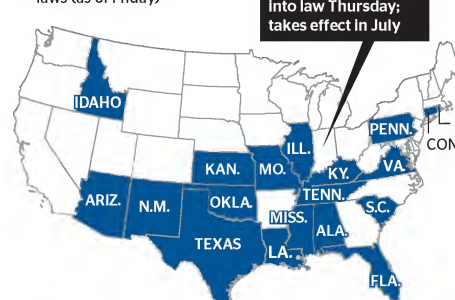 laws (as of Friday)
into law Thursday;
takes effect in July
IDAHO
PENN.
ILL.
CON
KAN.
MO.
KY.
VA.
ARIZ.
N.M.
OKLA.
TENN.
MISS.
S.C.
TEXAS
ALA.
LA.
FLA.